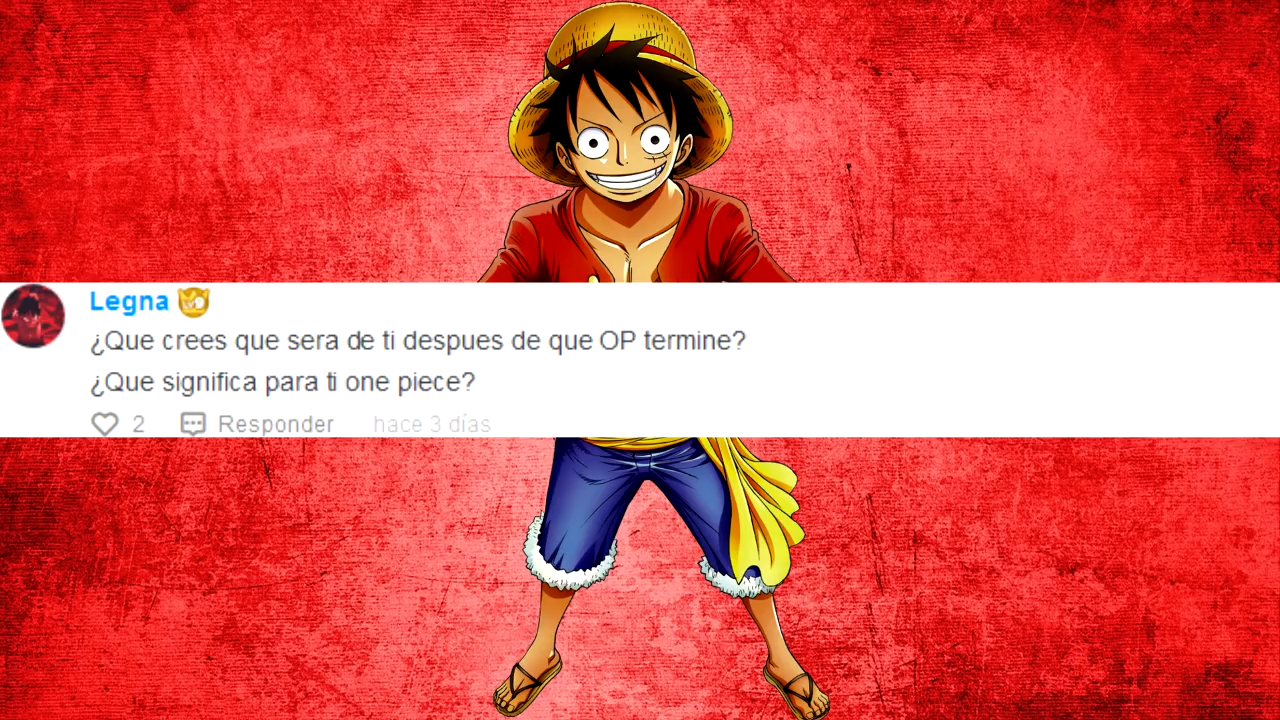 Legna
¿Que crees que sera de ti despues de que OP termine?
¿Que significa para ti one piece?
2 Responder hace 3 días